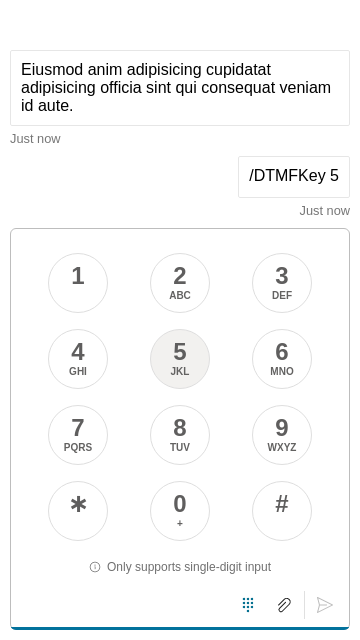 Eiusmod anim adipisicing cupidatat
adipisicing officia sint qui consequat veniam
id aute.
Just now
/DTMFKey 5
Just now
1
2
ABC
3
DEF
4
GHI
5
JKL
6
MNO
7
PQRS
8
TUV
9
WXYZ
*
0
+
#
Only supports single-digit input